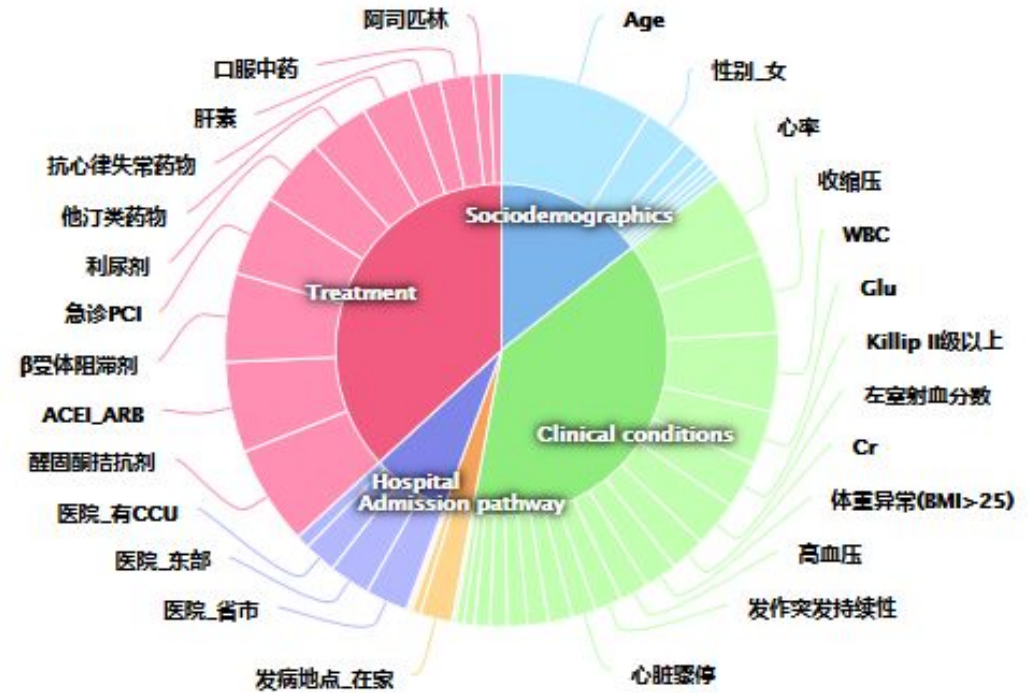 阿司匹林
Age
口服中药
性别_女
肝素
心率
抗心律失常药物
收缩压
他汀类药物
WBC
利尿剂
Glu
急诊PCI
Killip II级以上
β受体阻滞剂
左室射血分数
ACEI_ARB
Cr
醛固酮拮抗剂
体重异常(BMI>25)
医院_有CCU
高血压
医院_东部
发作突发持续性
医院_省市
心脏骤停
发病地点_在家
Sociodemographics
Treatment
Clinical conditions
Hospital
Admission pathway